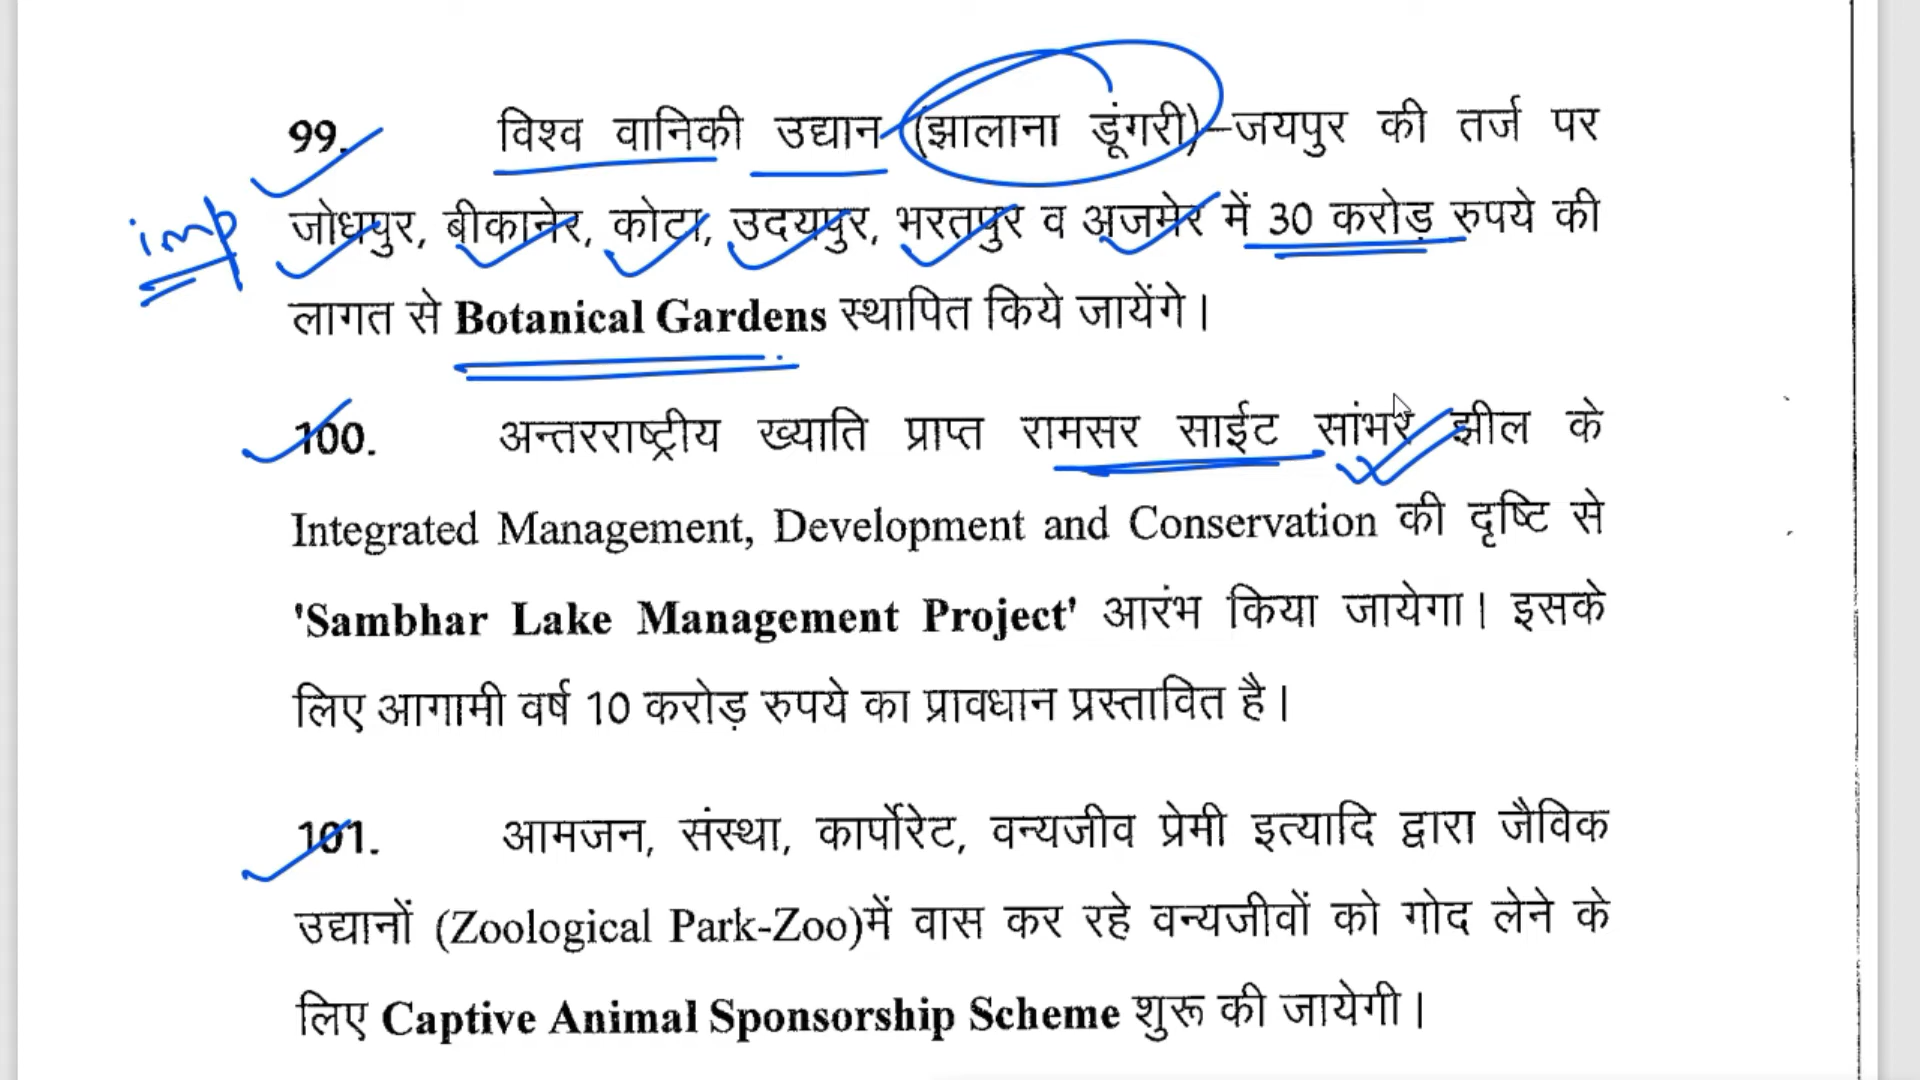 99. विश्व वानिकी उद्यान (झालाना डूंगरी)–जयपुर की तर्ज पर
imp
जोधपुर, बीकानेर, कोटा, उदयपुर, भरतपुर व अजमेर में 30 करोड़ रुपये की
लागत से Botanical Gardens स्थापित किये जायेंगे।
100. अन्तरराष्ट्रीय ख्याति प्राप्त रामसर साईट सांभर झील के
Integrated Management, Development and Conservation की दृष्टि से
'Sambhar Lake Management Project' आरंभ किया जायेगा। इसके
लिए आगामी वर्ष 10 करोड़ रुपये का प्रावधान प्रस्तावित है।
101. आमजन, संस्था, कार्पोरेट, वन्यजीव प्रेमी इत्यादि द्वारा जैविक
उद्यानों (Zoological Park-Zoo)में वास कर रहे वन्यजीवों को गोद लेने के
लिए Captive Animal Sponsorship Scheme शुरू की जायेगी।